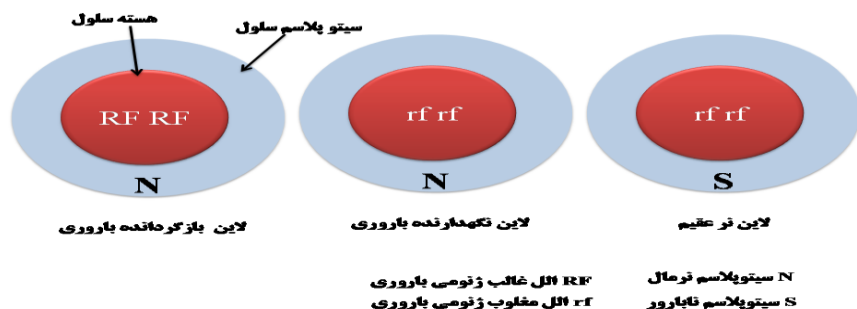 هسته سلول
سیتو پلاسم سلول
RF RF
rf rf
rf rf
N
N
S
لاین بازگرداننده باروری
لاین نگهدارنده باروری
لاین نر عقیم
RF الل غالب ژنومی باروری
N سیتوپلاسم نرمال
rf الل مغلوب ژنومی باروری
S سیتوپلاسم نابارور